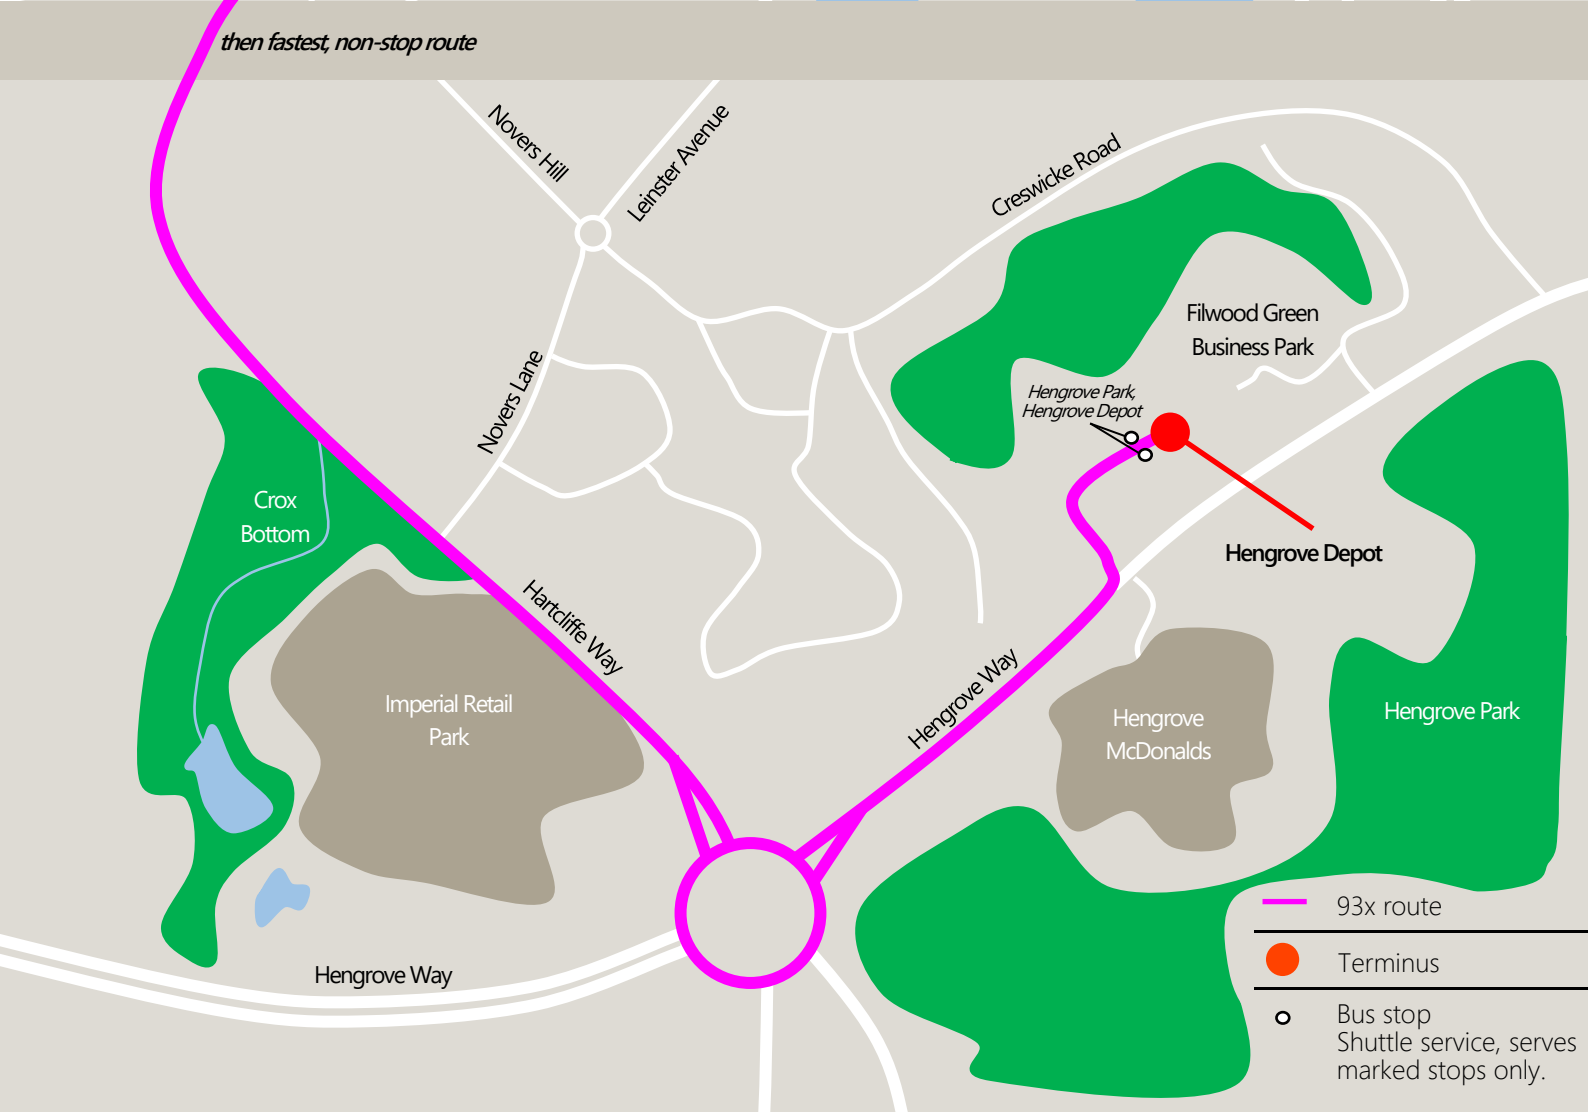 then fastest, non-stop route
Novers Hill
Leinster Avenue
Creswicke Road
Filwood Green
Business Park
Novers Lane
Hengrove Park,
Hengrove Depot
Crox
Bottom
Hengrove Depot
Hartcliffe Way
Imperial Retail
Park
Hengrove Way
Hengrove
McDonalds
Hengrove Park
93x route
Terminus
Hengrove Way
Bus stop
Shuttle service, serves
marked stops only.